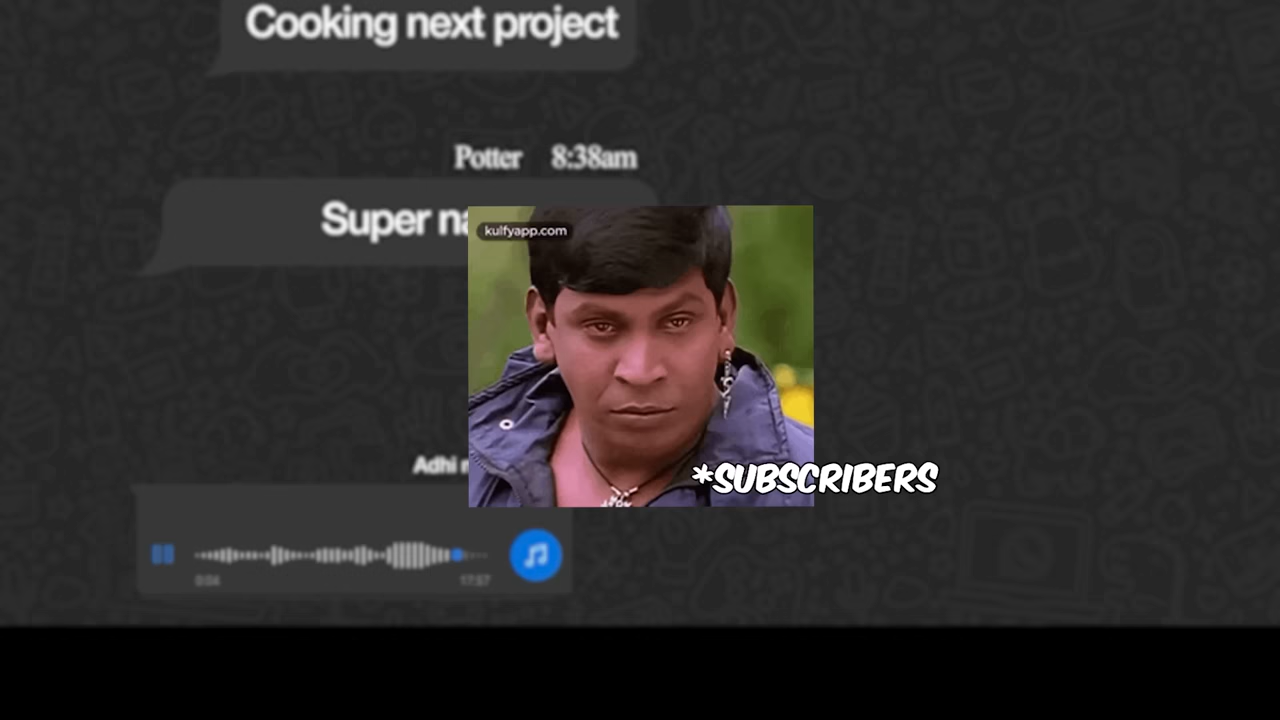 Cooking next project
Potter 8:38am
Super na
kulfyapp.com
Adhi
*SUBSCRIBERS
0:04
17:57